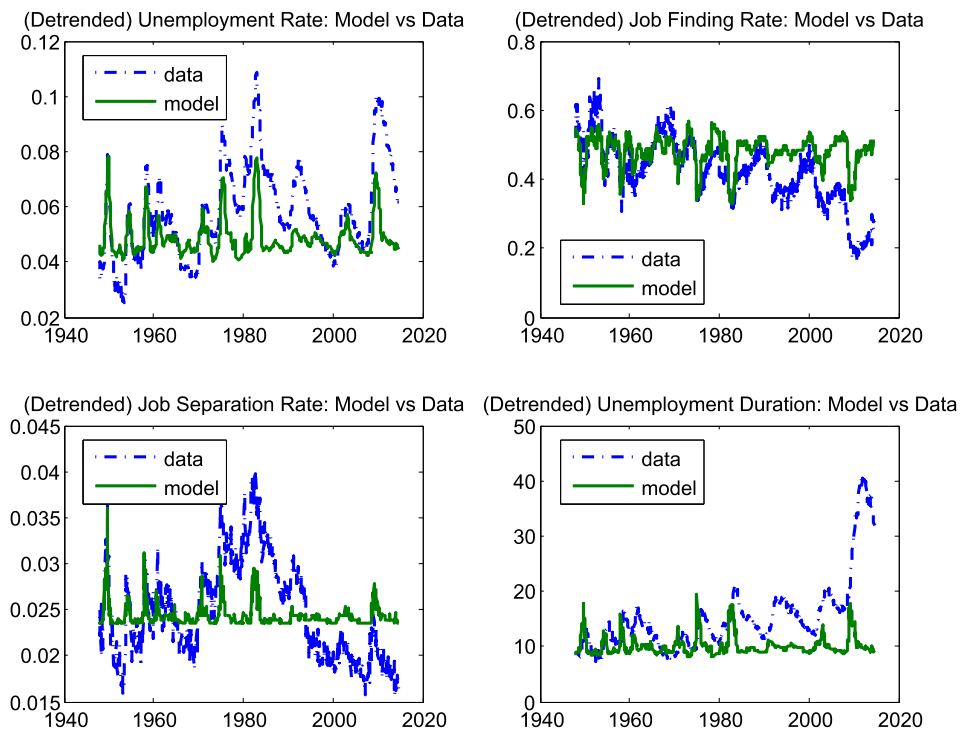 (Detrended) Unemployment Rate: Model vs Data
0.12
0.1
0.08
0.06
0.04
0.02
1940 1960 1980 2000 2020
data
model
(Detrended) Job Finding Rate: Model vs Data
0.8
0.6
0.4
0.2
0
1940 1960 1980 2000 2020
data
model
(Detrended) Job Separation Rate: Model vs Data
0.045
0.04
0.035
0.03
0.025
0.02
0.015
1940 1960 1980 2000 2020
data
model
(Detrended) Unemployment Duration: Model vs Data
50
40
30
20
10
0
1940 1960 1980 2000 2020
data
model